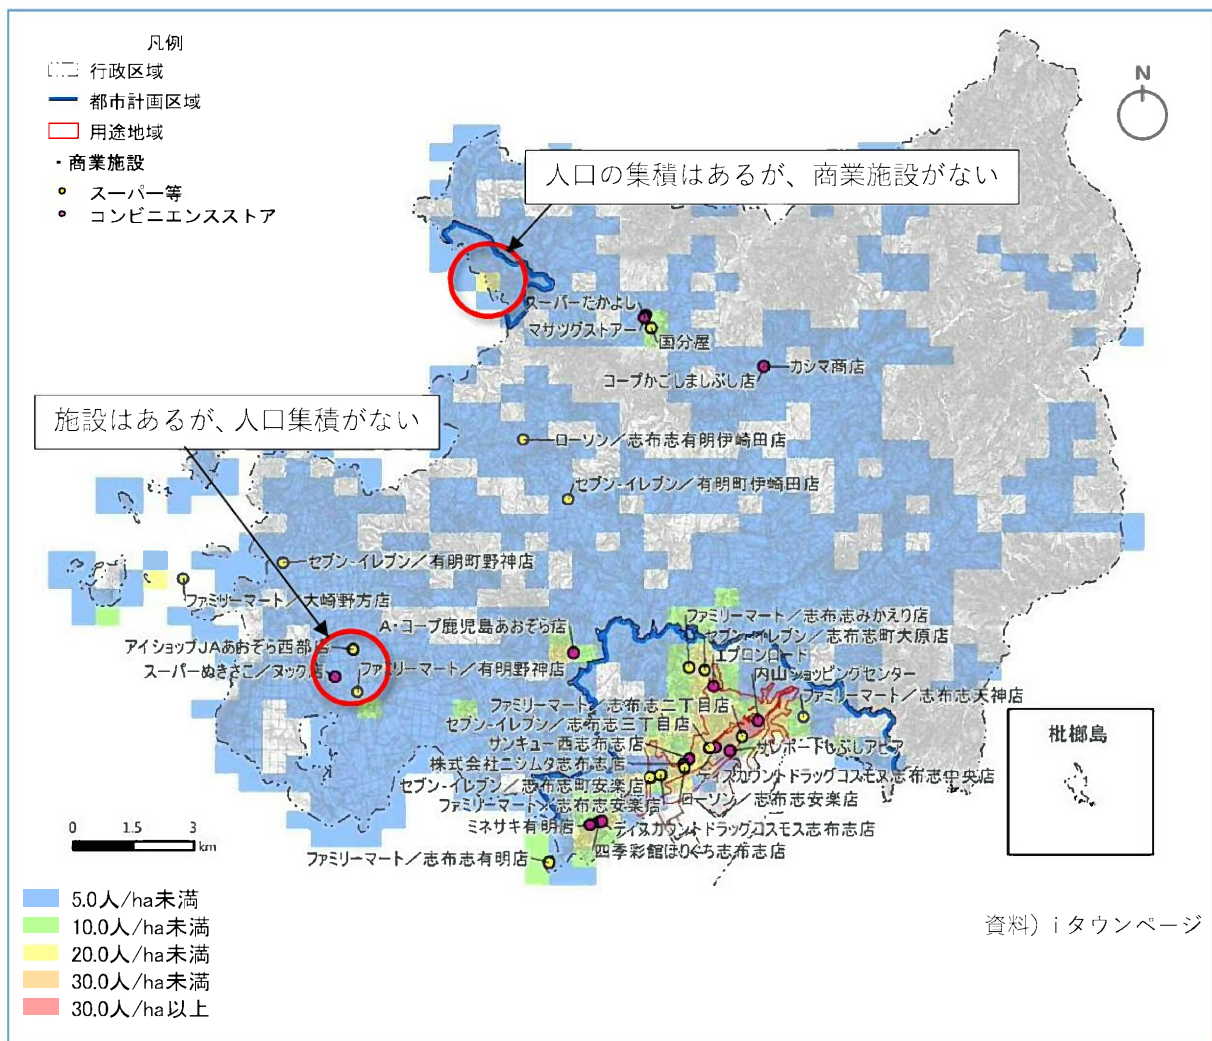 凡例
行政区域
都市計画区域
用途地域
・商業施設
スーパー等
コンビニエンスストア
N
人口の集積はあるが、商業施設がない
スーパーたかよし
マサツグストアー
国分屋
カシマ商店
コープかごしましぶし店
施設はあるが、人口集積がない
ローソン／志布志有明伊崎田店
セブン-イレブン／有明町伊崎田店
セブン-イレブン／有明町野神店
ファミリーマート／大崎野方店
A・コープ鹿児島あおぞら店
ファミリーマート／志布志みかえり店
アイショップJAあおぞら西部店
セブン-イレブン／志布志町大原店
エプロンロード
スーパーぬきさこ／ヌック店
ファミリーマート／有明野神店
内山ショッピングセンター
ファミリーマート／志布志二丁目店
ファミリーマート／志布志天神店
セブン-イレブン／志布志三丁目店
サンキュー西志布志店
サンポートしぶしアピア
株式会社ニシムタ志布志店
ディスカウントドラッグコスモス志布志中央店
セブン-イレブン／志布志町安楽店
ローソン／志布志安楽店
ファミリーマート／志布志安楽店
ミネサキ有明店
ディスカウントドラッグコスモス志布志店
四季彩館ほりぐち志布志店
ファミリーマート／志布志有明店
枇榔島
0 1.5 3
km
5.0人/ha未満
10.0人/ha未満
20.0人/ha未満
30.0人/ha未満
30.0人/ha以上
資料）iタウンページ